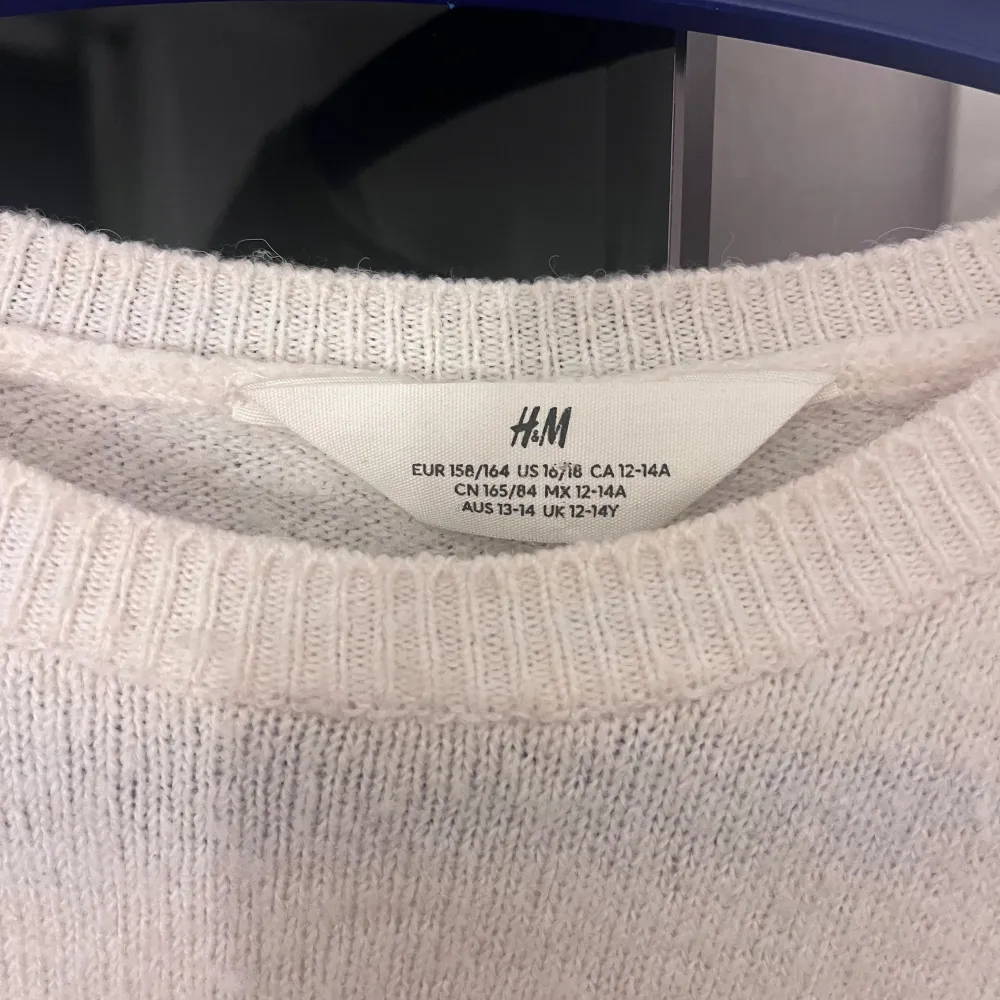 H&M
EUR 158/164 US 16/18 CA 12-14A
CN 165/84 MX 12-14A
AUS 13-14 UK 12-14Y